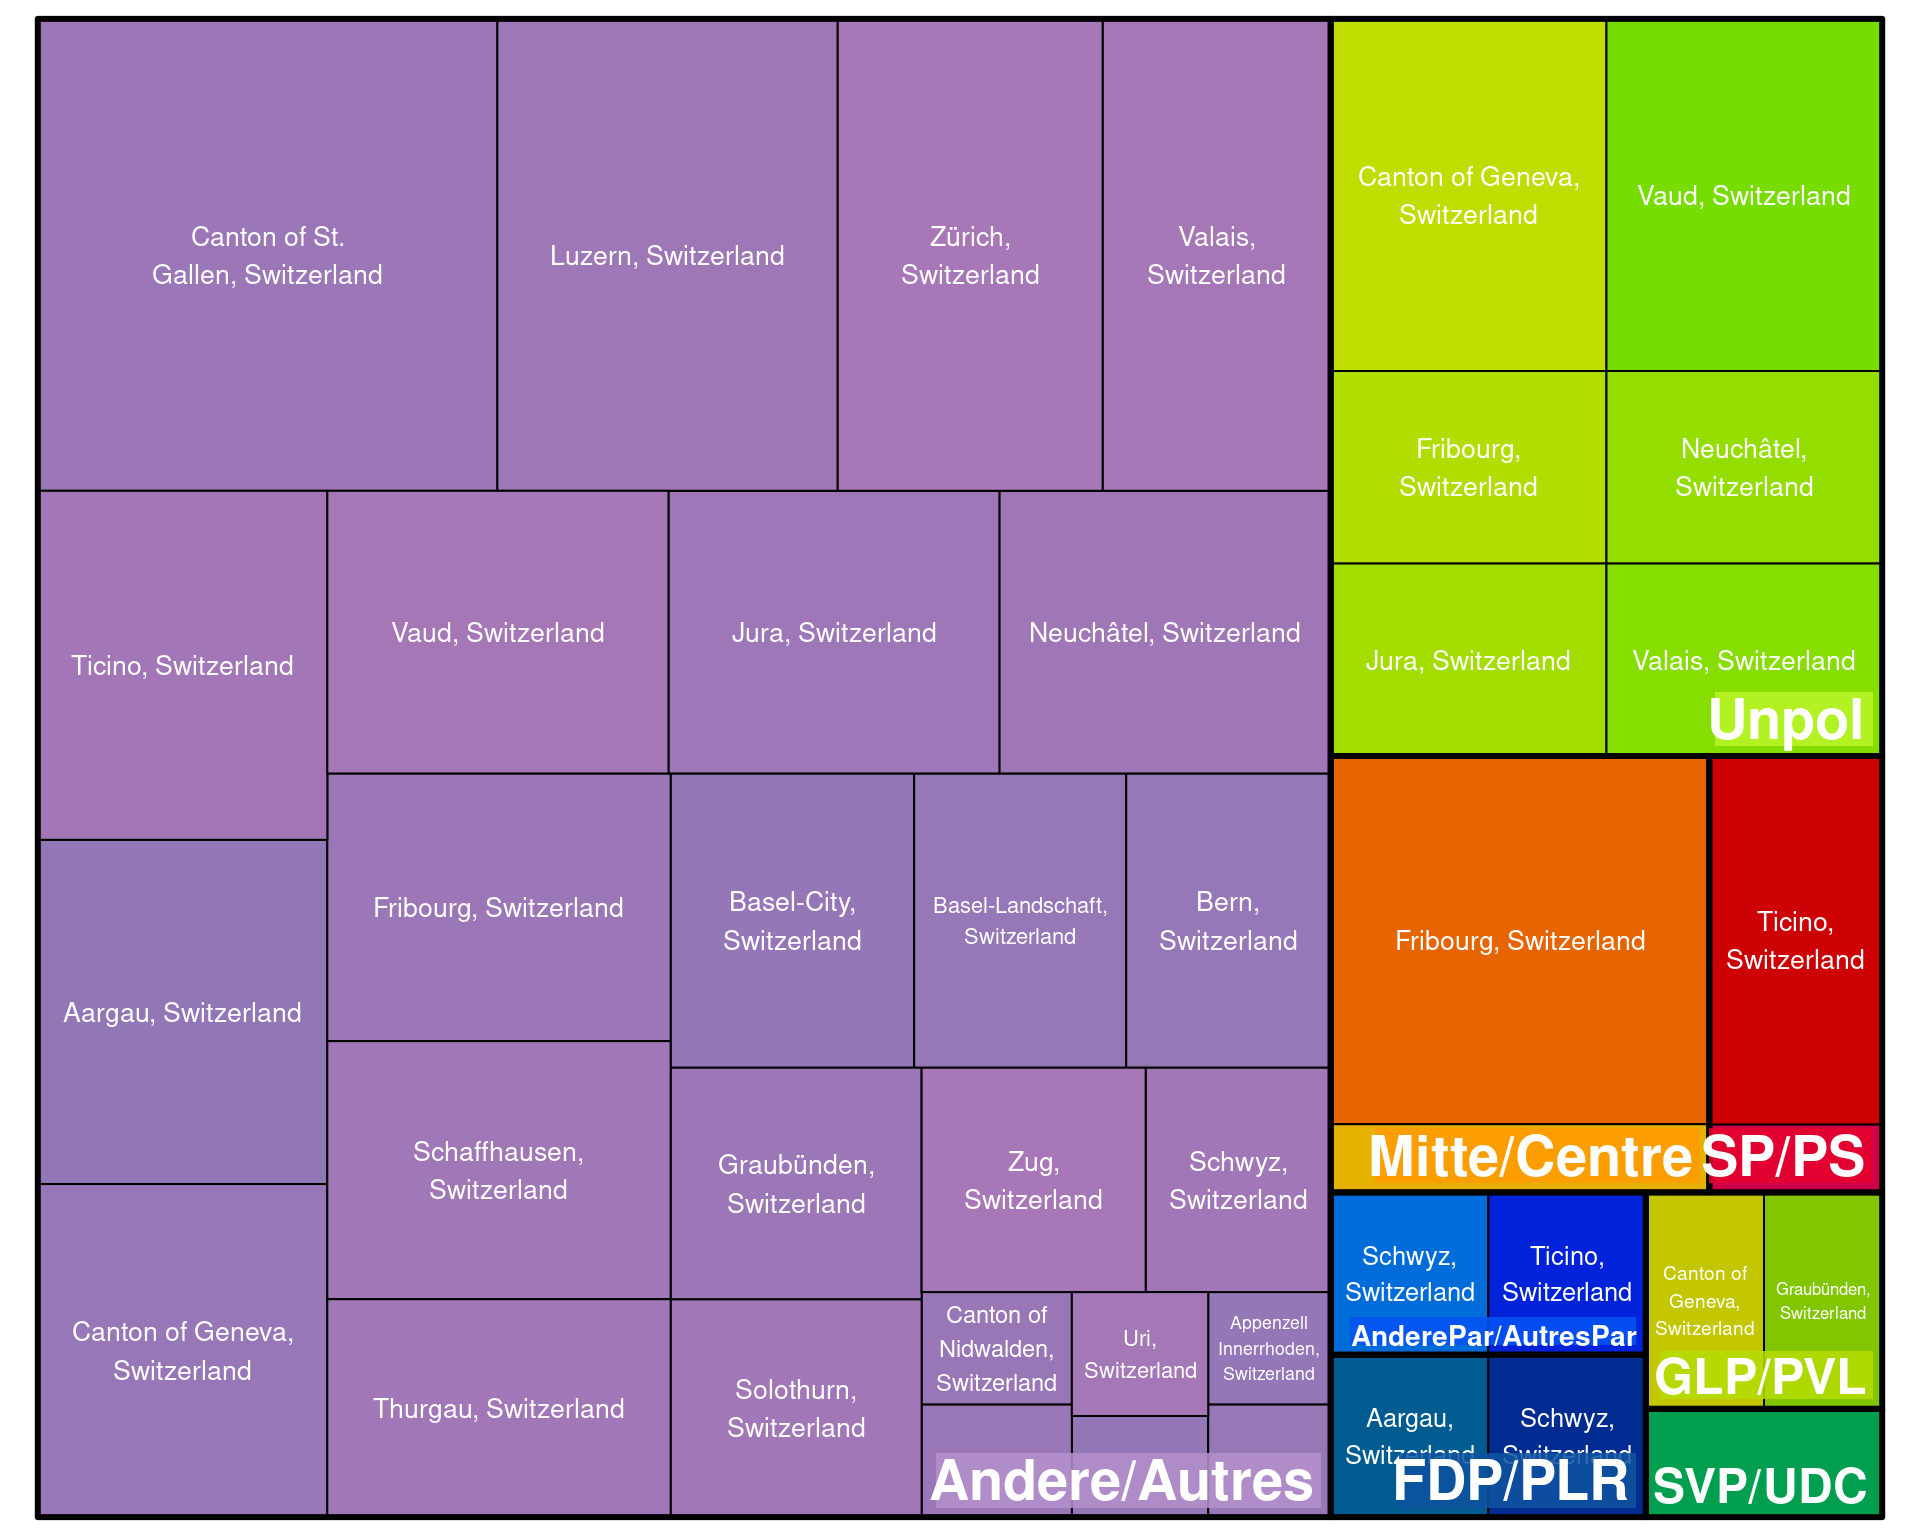 Canton of St.
Gallen, Switzerland
Luzern, Switzerland
Zürich,
Switzerland
Valais,
Switzerland
Ticino, Switzerland
Vaud, Switzerland
Jura, Switzerland
Neuchâtel, Switzerland
Aargau, Switzerland
Fribourg, Switzerland
Basel-City,
Switzerland
Basel-Landschaft,
Switzerland
Bern,
Switzerland
Canton of Geneva,
Switzerland
Schaffhausen,
Switzerland
Thurgau, Switzerland
Graubünden,
Switzerland
Zug,
Switzerland
Schwyz,
Switzerland
Solothurn,
Switzerland
Canton of
Nidwalden,
Switzerland
Uri,
Switzerland
Appenzell
Innerrhoden,
Switzerland
Andere/Autres
Canton of Geneva,
Switzerland
Vaud, Switzerland
Fribourg,
Switzerland
Neuchâtel,
Switzerland
Jura, Switzerland
Valais, Switzerland
Unpol
Fribourg, Switzerland
Mitte/Centre
Ticino,
Switzerland
SP/PS
Schwyz,
Switzerland
Ticino,
Switzerland
AnderePar/AutresPar
Canton of
Geneva,
Switzerland
Graubünden,
Switzerland
GLP/PVL
Aargau,
Switzerland
Schwyz,
Switzerland
FDP/PLR
SVP/UDC